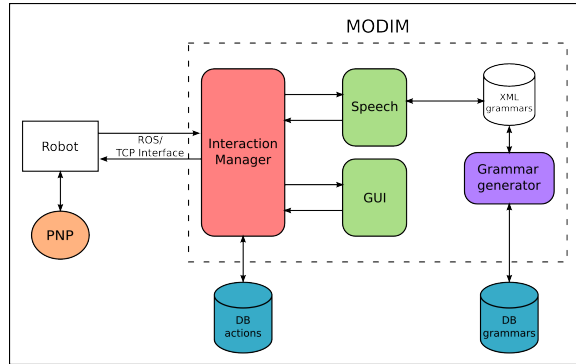 MODIM
Robot
ROS/
TCP Interface
Interaction
Manager
Speech
XML
grammars
Grammar
generator
GUI
PNP
DB
actions
DB
grammars